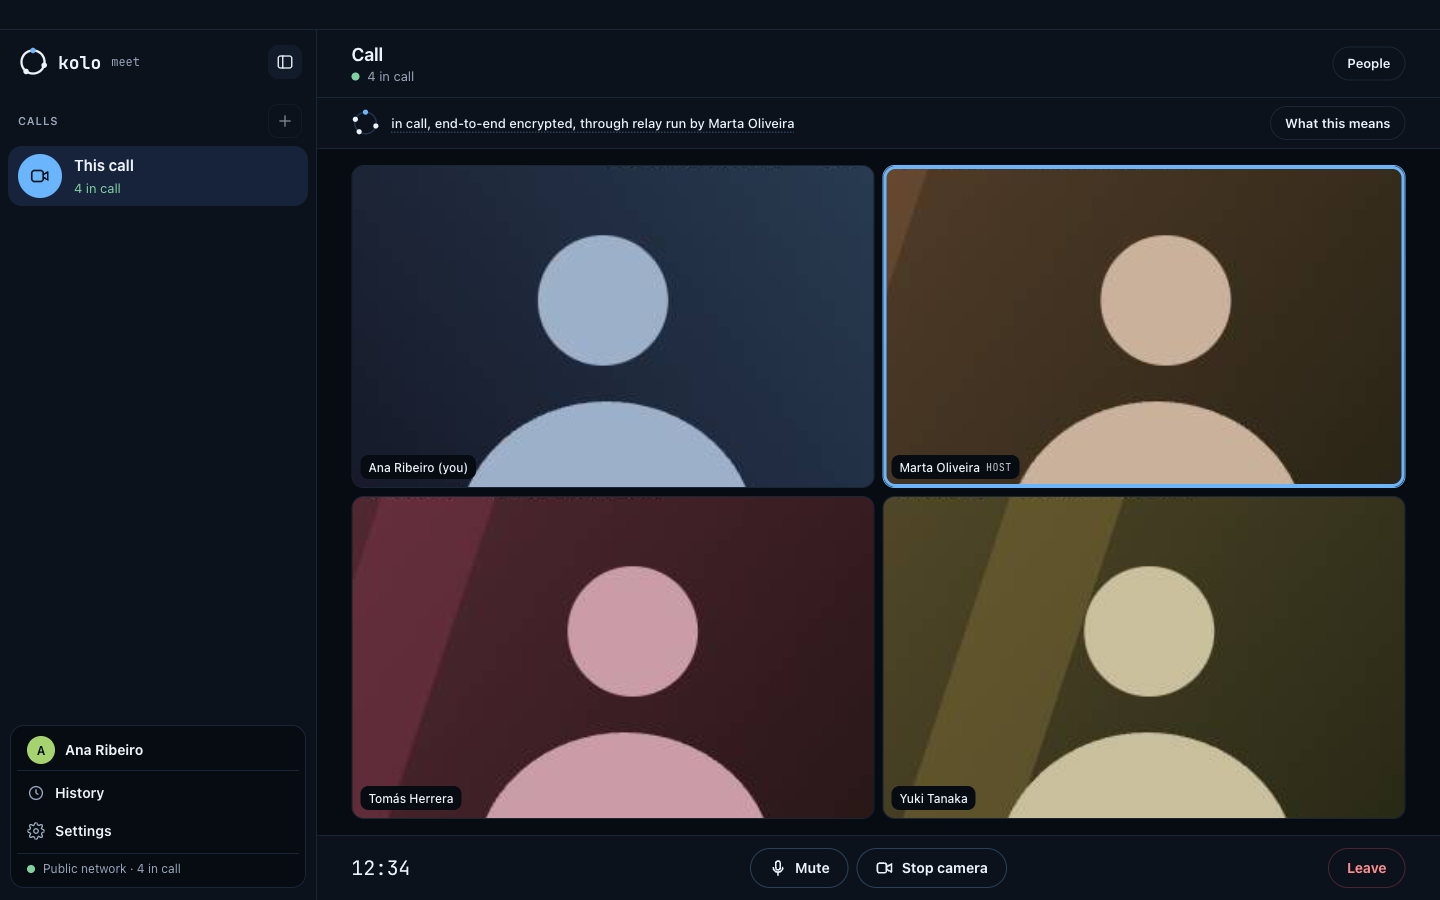 kolo meet
CALLS
This call
4 in call
A
Ana Ribeiro
History
Settings
Public network · 4 in call
Call
4 in call
People
in call, end-to-end encrypted, through relay run by Marta Oliveira
What this means
Ana Ribeiro (you)
Marta Oliveira HOST
Tomás Herrera
Yuki Tanaka
12:34
Mute
Stop camera
Leave